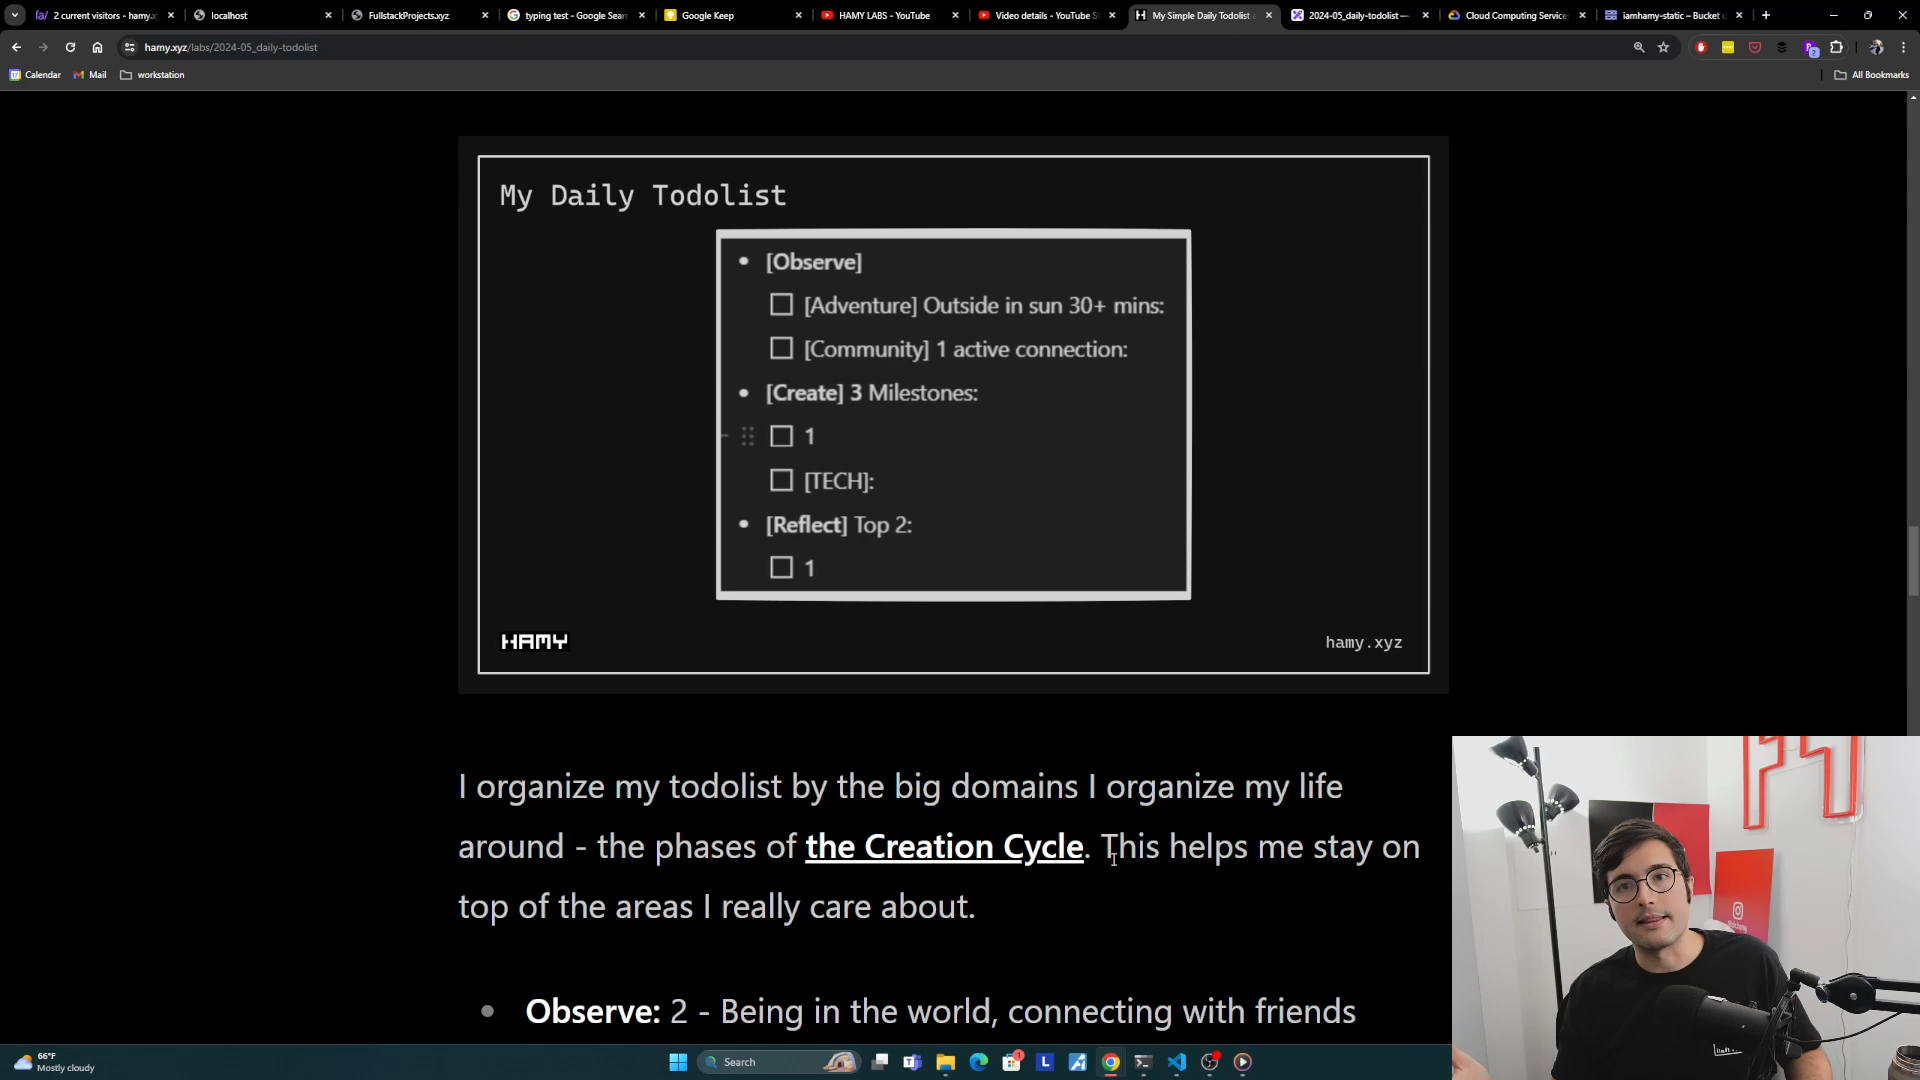 2 current visitors - hamy.x
localhost
FullstackProjects.xyz
typing test - Google Sear
Google Keep
HAMY LABS - YouTube
Video details - YouTube S
My Simple Daily Todolist
2024-05_daily-todolist —
Cloud Computing Service
iamhamy-static – Bucket d
hamy.xyz/labs/2024-05_daily-todolist
Calendar
Mail
workstation
All Bookmarks
My Daily Todolist
[Observe]
[Adventure] Outside in sun 30+ mins:
[Community] 1 active connection:
[Create] 3 Milestones:
1
[TECH]:
[Reflect] Top 2:
1
HAMY
hamy.xyz
I organize my todolist by the big domains I organize my life
around - the phases of the Creation Cycle. This helps me stay on
top of the areas I really care about.
Observe: 2 - Being in the world, connecting with friends
66°F
Mostly cloudy
Search